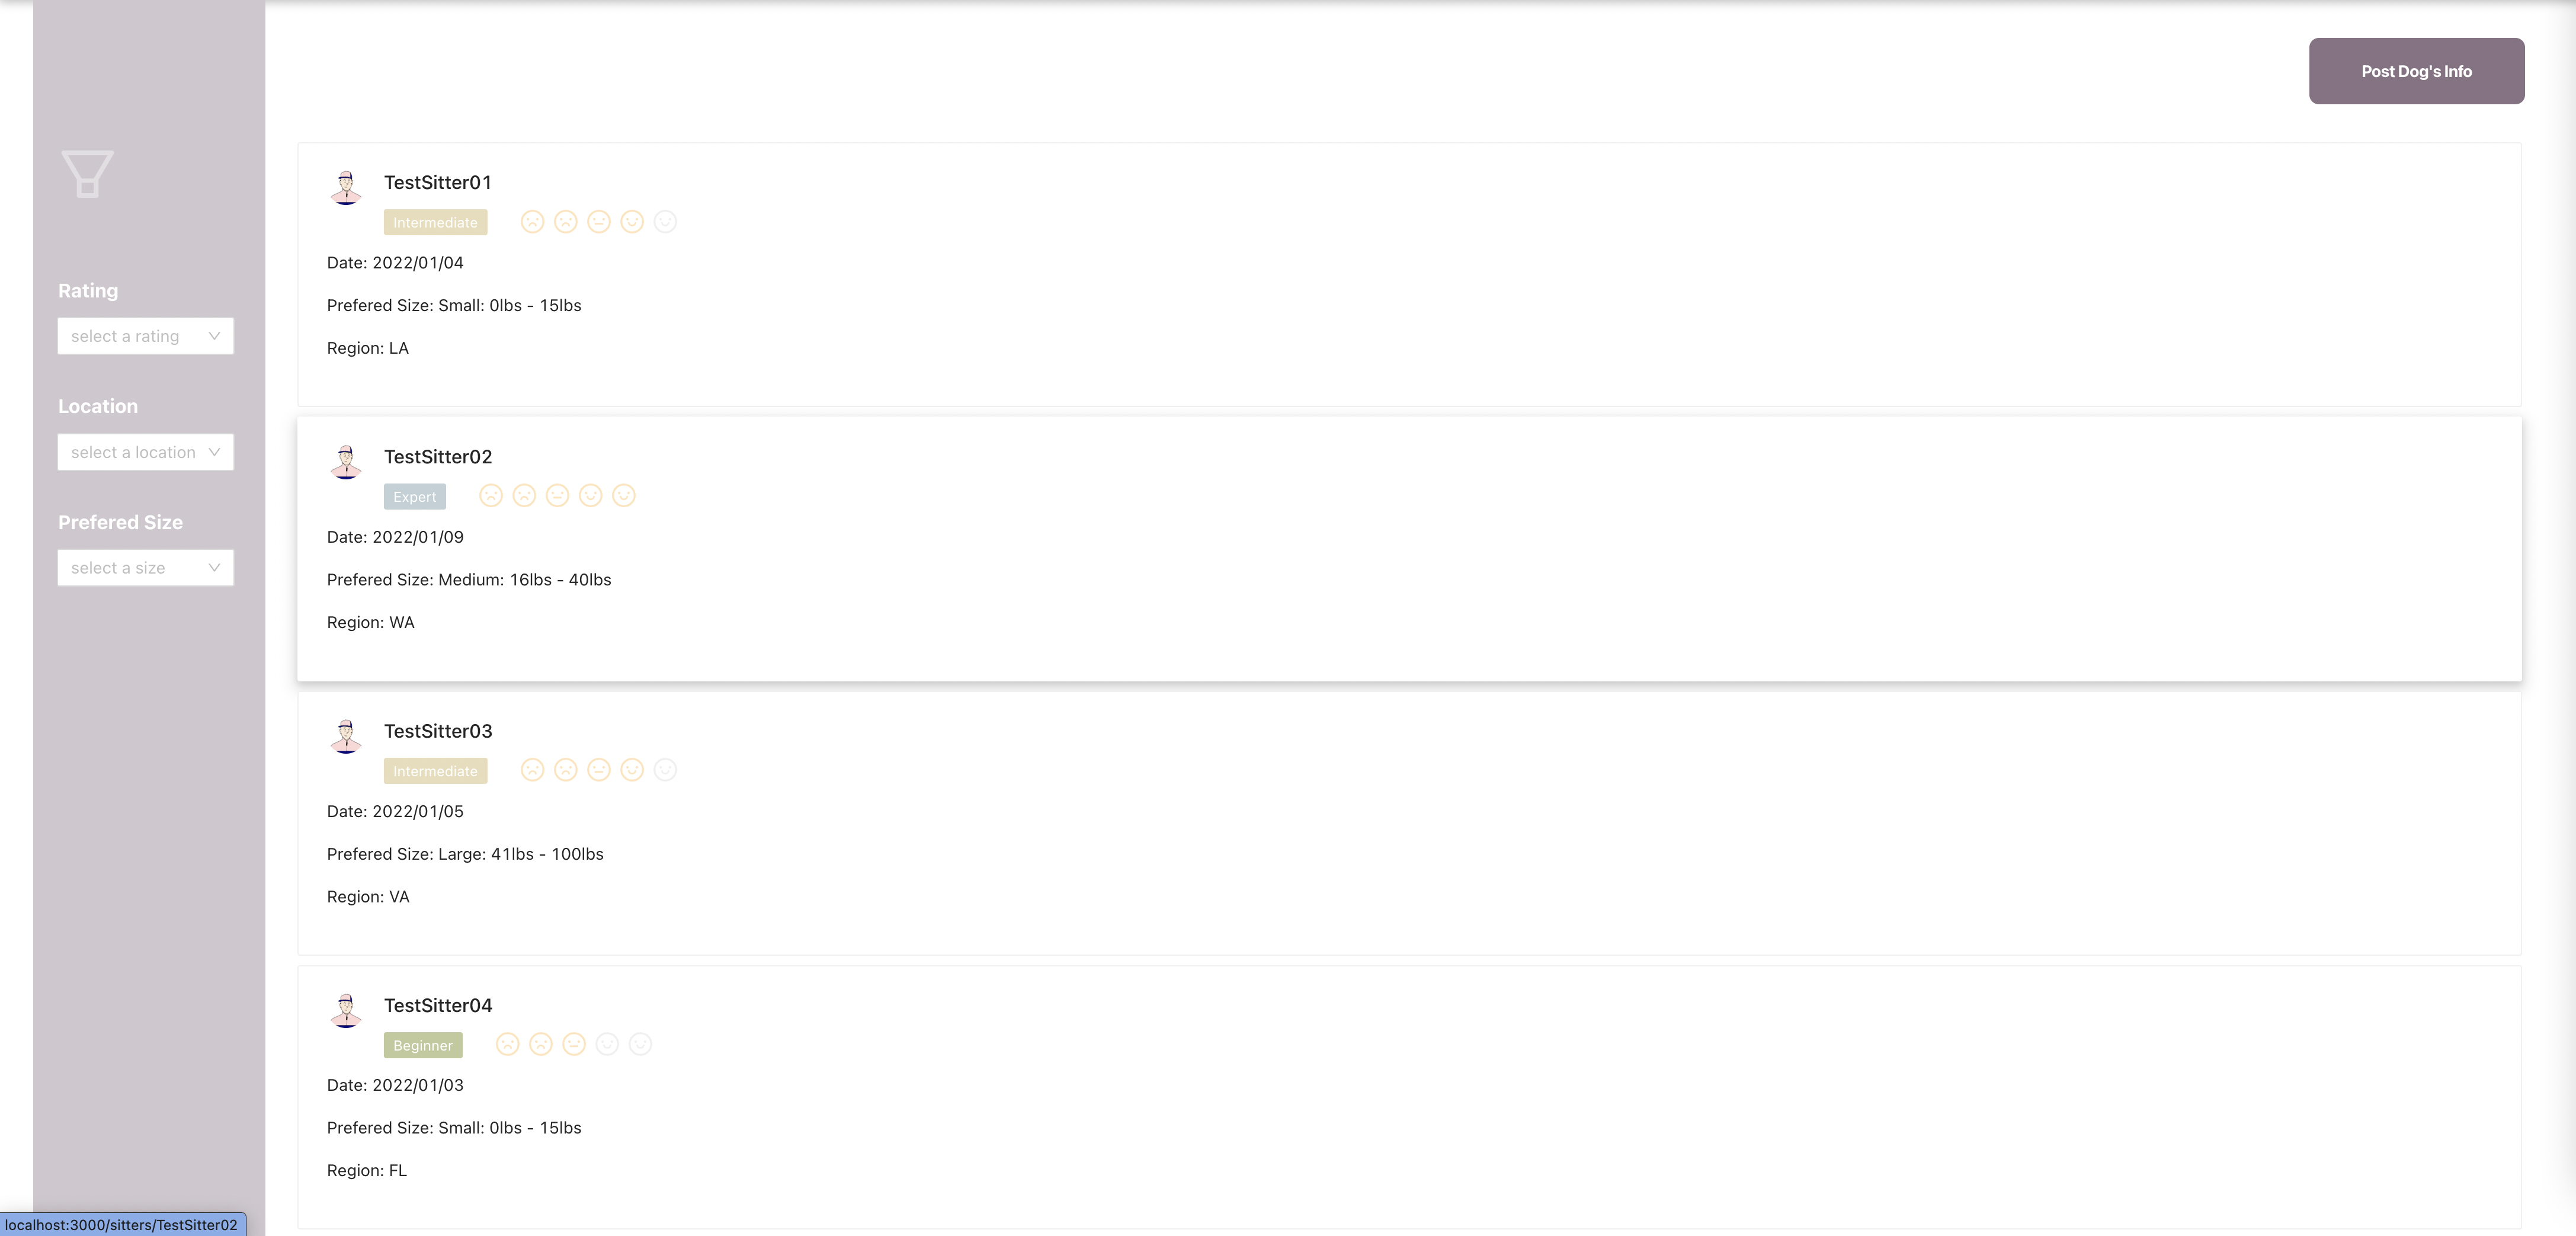 Post Dog's Info
Rating
select a rating
Location
select a location
Prefered Size
select a size
TestSitter01
Intermediate
Date: 2022/01/04
Prefered Size: Small: 0lbs - 15lbs
Region: LA
TestSitter02
Expert
Date: 2022/01/09
Prefered Size: Medium: 16lbs - 40lbs
Region: WA
TestSitter03
Intermediate
Date: 2022/01/05
Prefered Size: Large: 41lbs - 100lbs
Region: VA
TestSitter04
Beginner
Date: 2022/01/03
Prefered Size: Small: 0lbs - 15lbs
Region: FL
localhost:3000/sitters/TestSitter02